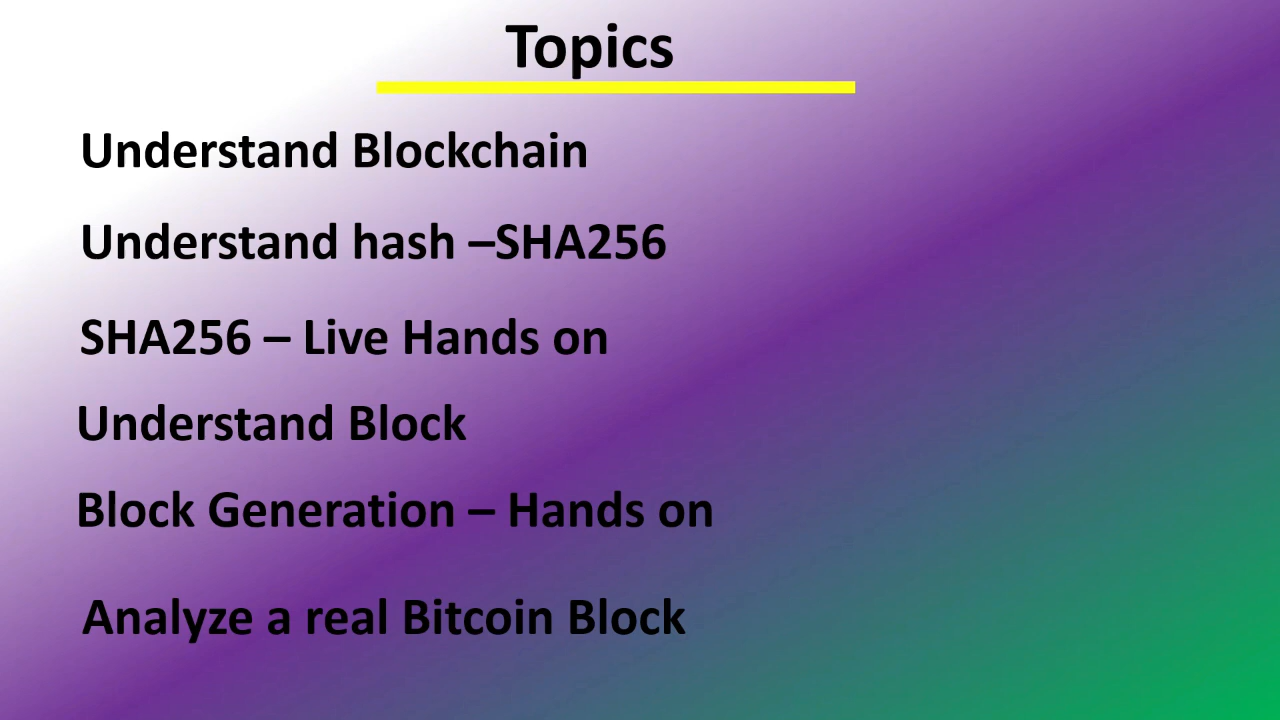 Topics
Understand Blockchain
Understand hash –SHA256
SHA256 – Live Hands on
Understand Block
Block Generation – Hands on
Analyze a real Bitcoin Block